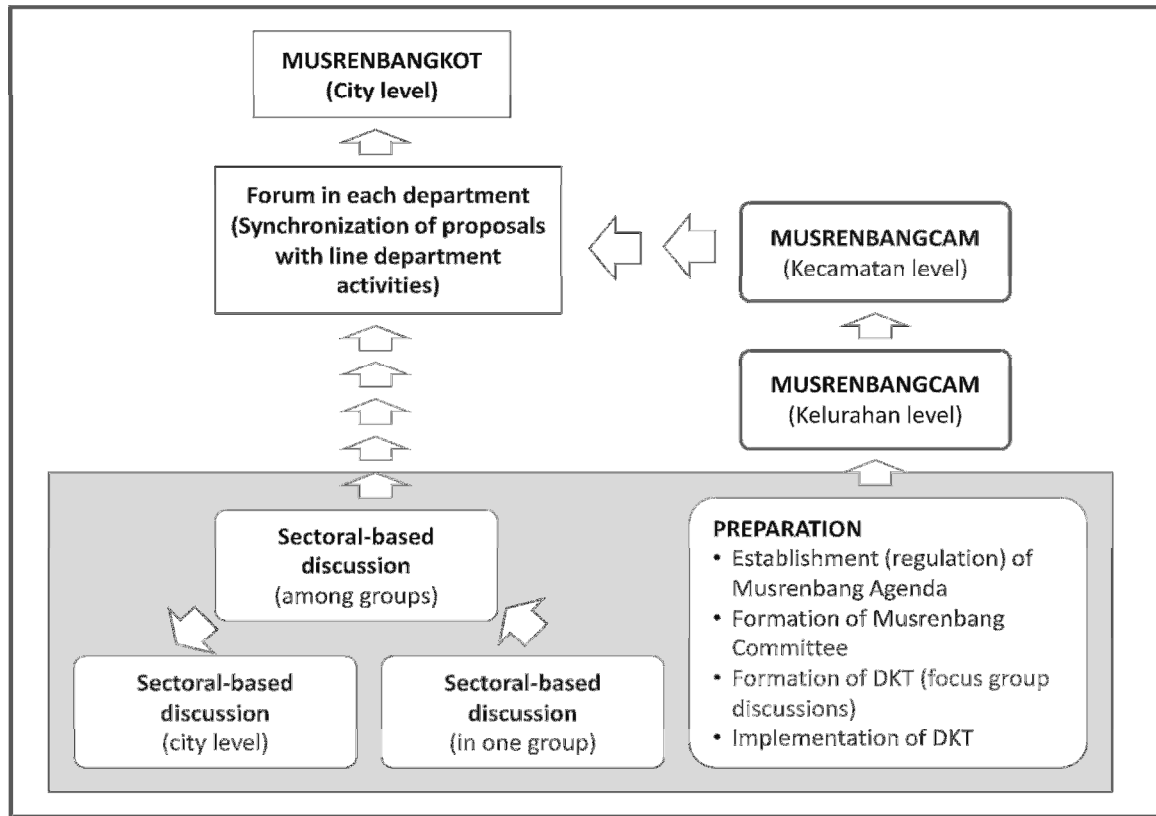 MUSRENBANGKOT
(City level)
Forum in each department
(Synchronization of proposals
with line department
activities)
MUSRENBANGCAM
(Kecamatan level)
MUSRENBANGCAM
(Kelurahan level)
Sectoral-based
discussion
(among groups)
Sectoral-based
discussion
(city level)
Sectoral-based
discussion
(in one group)
PREPARATION
• Establishment (regulation) of
Musrenbang Agenda
• Formation of Musrenbang
Committee
• Formation of DKT (focus group
discussions)
• Implementation of DKT